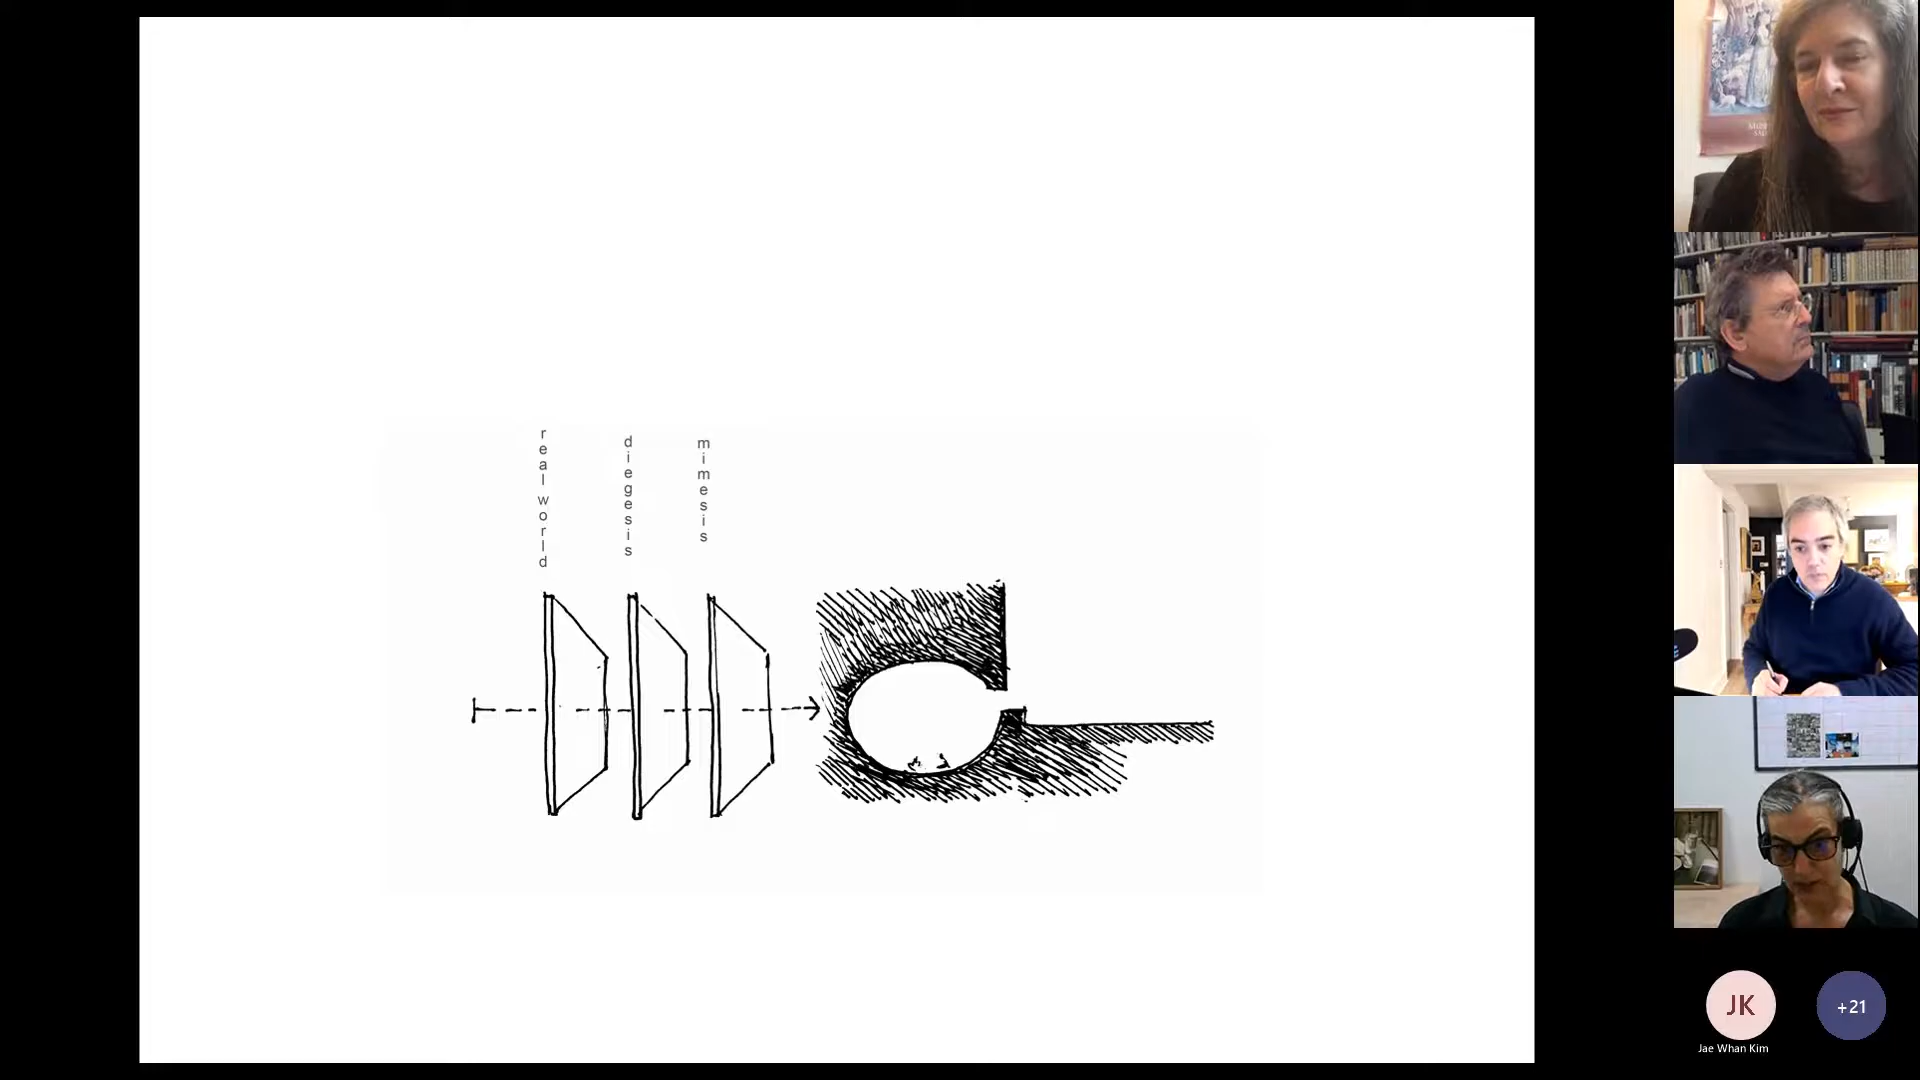 real world
diegesis
mimesis
JK
+21
Jae Whan Kim